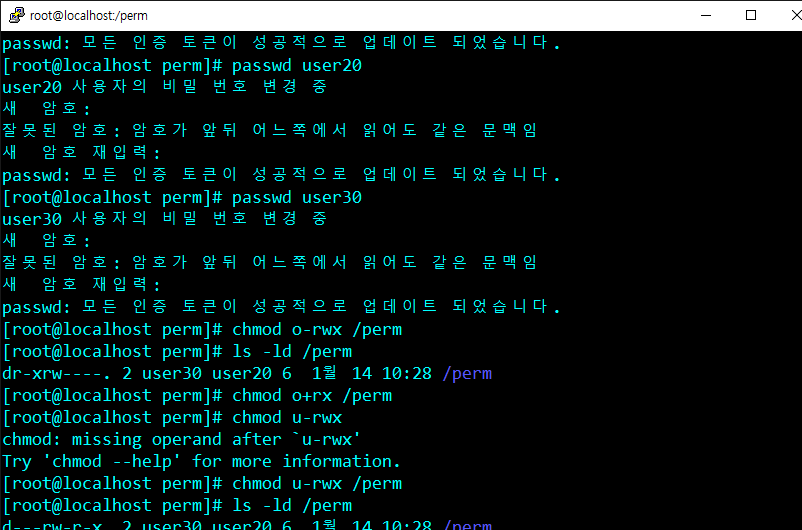 root@localhost:/perm
passwd: 모든 인증 토큰이 성공적으로 업데이트 되었습니다.
[root@localhost perm]# passwd user20
user20 사용자의 비밀 번호 변경 중
새 암호:
잘못된 암호: 암호가 앞뒤 어느쪽에서 읽어도 같은 문맥임
새 암호 재입력:
passwd: 모든 인증 토큰이 성공적으로 업데이트 되었습니다.
[root@localhost perm]# passwd user30
user30 사용자의 비밀 번호 변경 중
새 암호:
잘못된 암호: 암호가 앞뒤 어느쪽에서 읽어도 같은 문맥임
새 암호 재입력:
passwd: 모든 인증 토큰이 성공적으로 업데이트 되었습니다.
[root@localhost perm]# chmod o-rwx /perm
[root@localhost perm]# ls -ld /perm
dr-xrw----. 2 user30 user20 6 1월 14 10:28 /perm
[root@localhost perm]# chmod o+rx /perm
[root@localhost perm]# chmod u-rwx
chmod: missing operand after `u-rwx'
Try 'chmod --help' for more information.
[root@localhost perm]# chmod u-rwx /perm
[root@localhost perm]# ls -ld /perm
d---rw-r-x. 2 user30 user20 6 1월 14 10:28 /perm